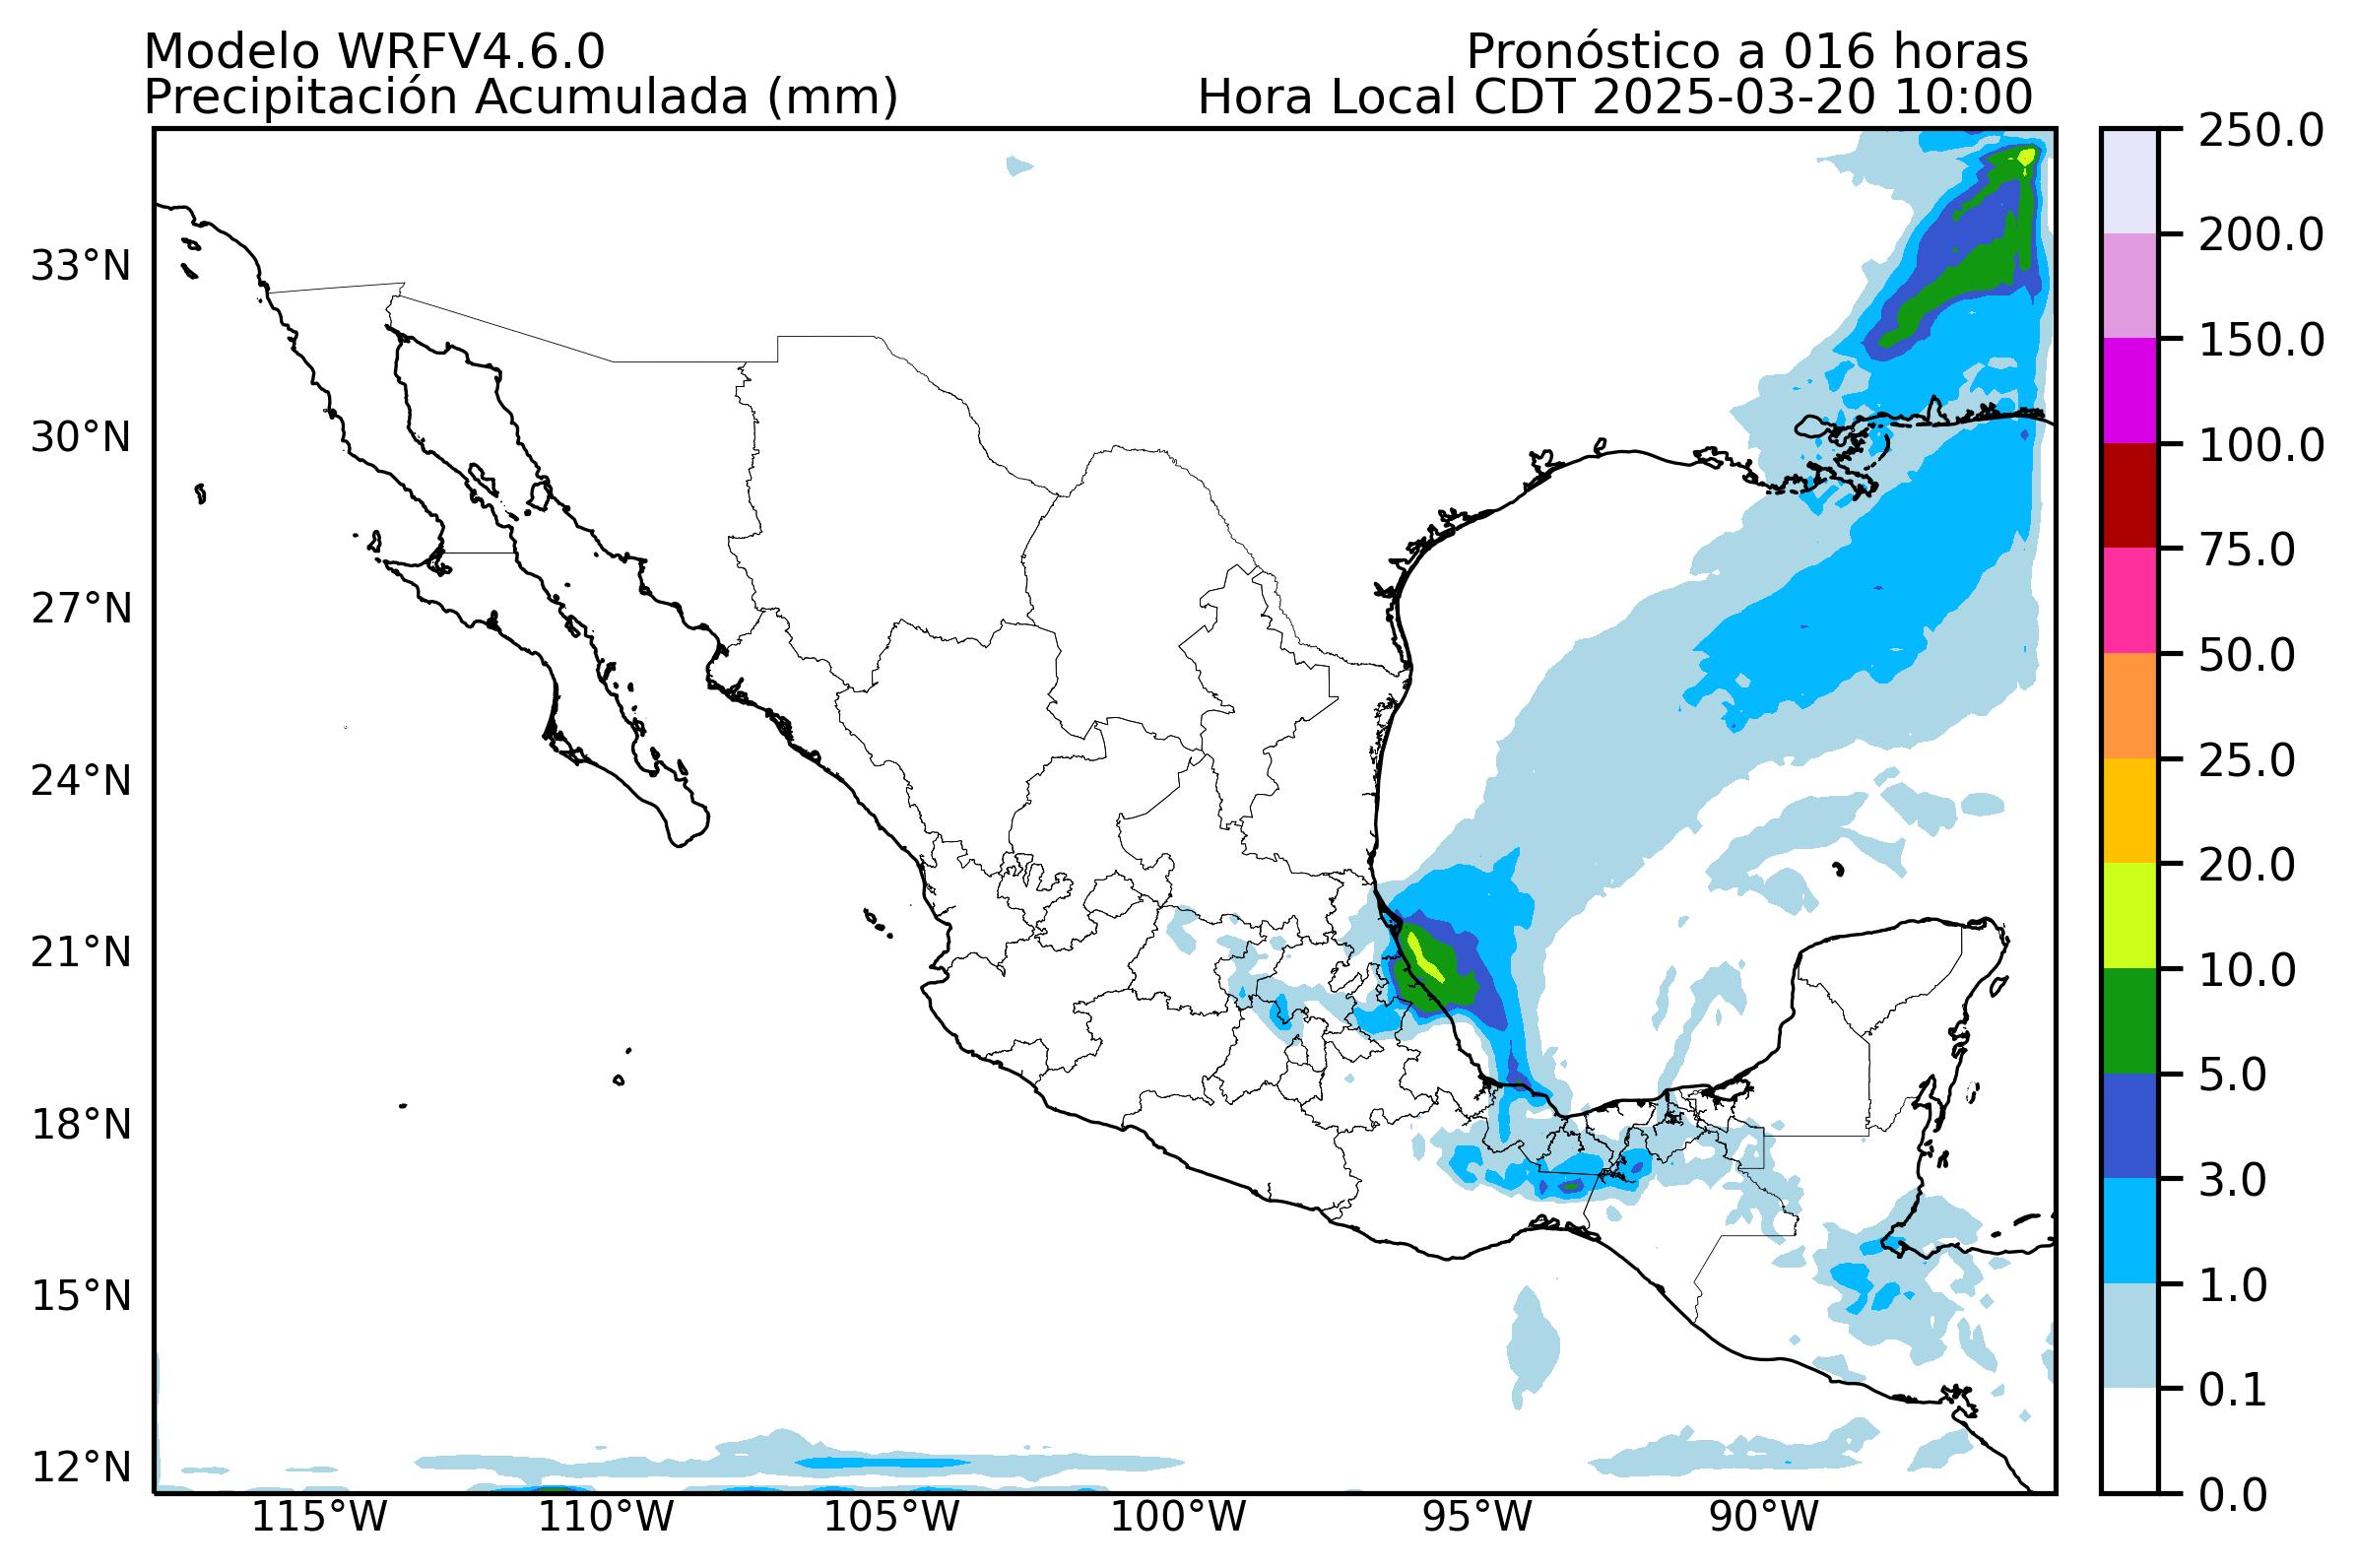 Modelo WRFV4.6.0
Pronóstico a 016 horas
Precipitación Acumulada (mm)
Hora Local CDT 2025-03-20 10:00
33°N
30°N
27°N
24°N
21°N
18°N
15°N
12°N
115°W
110°W
105°W
100°W
95°W
90°W
250.0
200.0
150.0
100.0
75.0
50.0
25.0
20.0
10.0
5.0
3.0
1.0
0.1
0.0